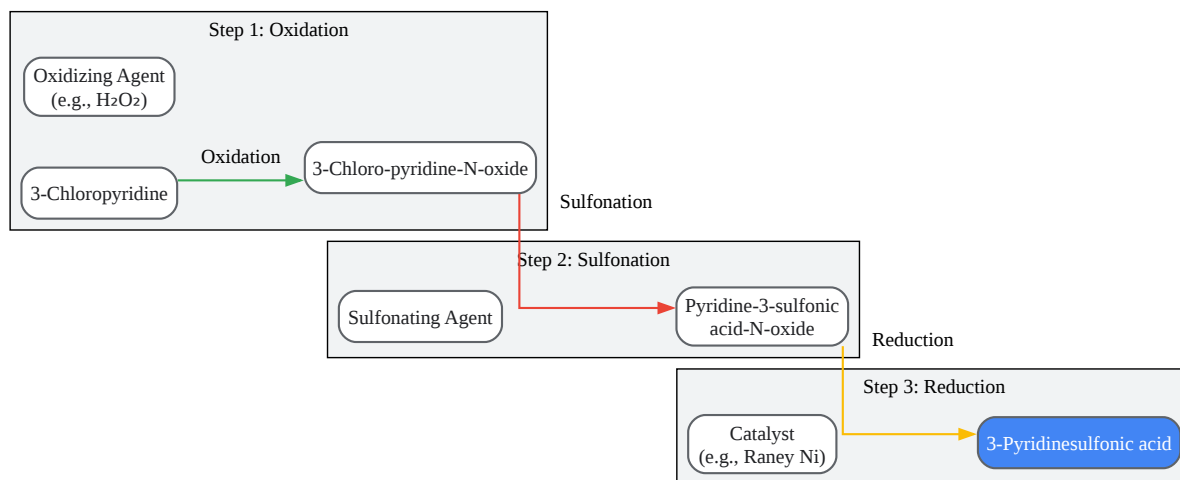 Step 1: Oxidation
Oxidizing Agent
(e.g., H₂O₂)
Oxidation
3-Chloropyridine
3-Chloro-pyridine-N-oxide
Sulfonation
Step 2: Sulfonation
Sulfonating Agent
Pyridine-3-sulfonic
acid-N-oxide
Reduction
Step 3: Reduction
Catalyst
(e.g., Raney Ni)
3-Pyridinesulfonic acid